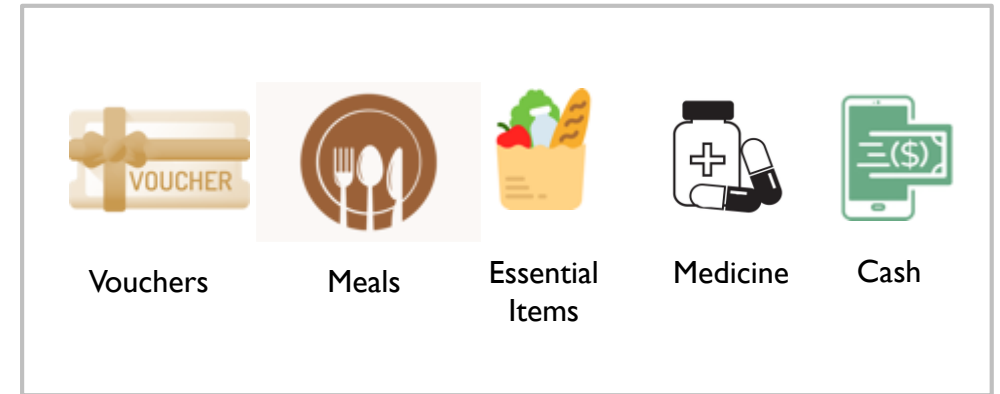 VOUCHER
($)
Vouchers
Meals
Essential
Items
Medicine
Cash